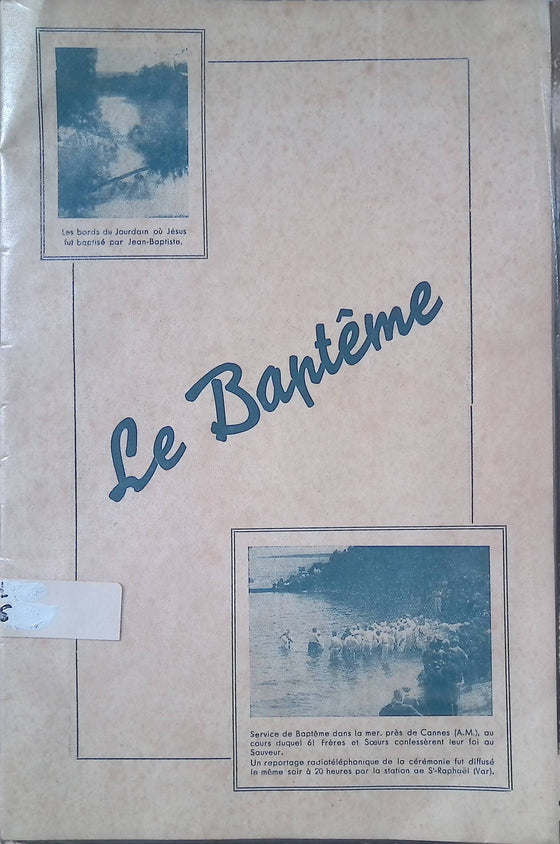 Les bords du Jourdain où Jésus
fut baptisé par Jean-Baptiste.
Le Baptême
6
Service de Baptême dans la mer, près de Cannes (A.M.), au
cours duquel 61 Frères et Sœurs confessèrent leur foi au
Sauveur.
Un reportage radiotéléphonique de la cérémonie fut diffusé
le même soir à 20 heures par la station de St-Raphaël (Var).